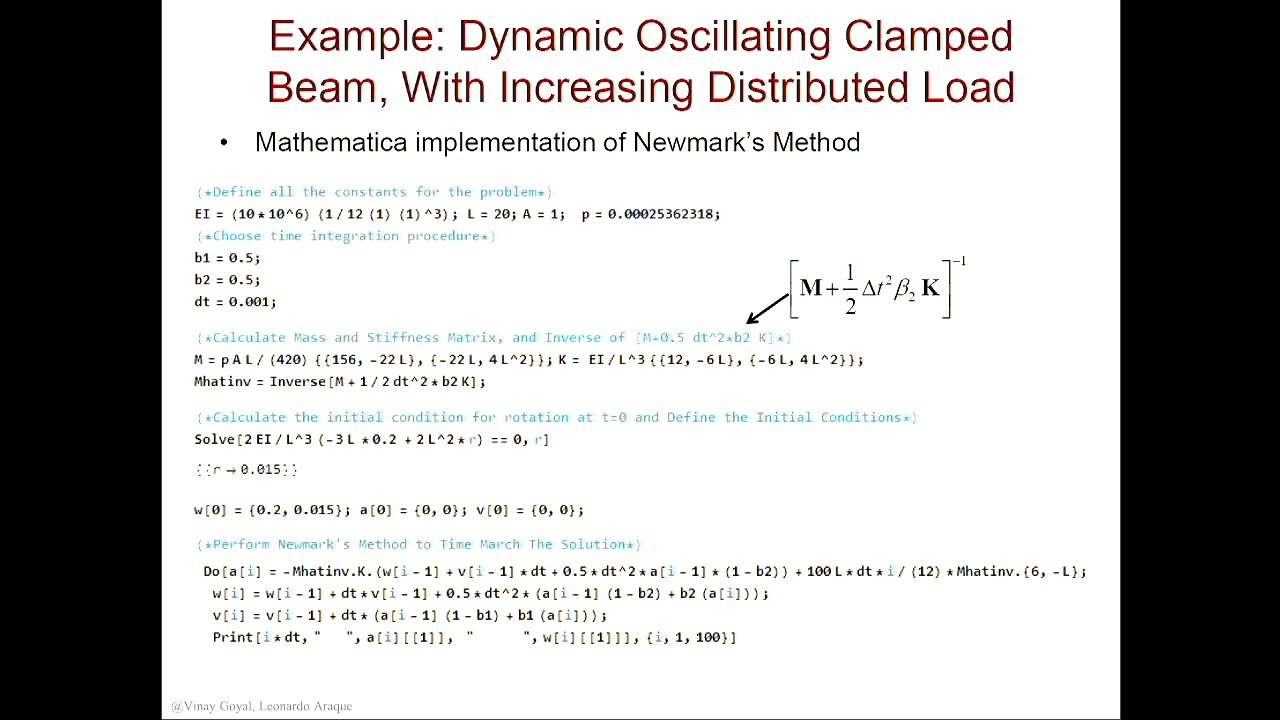 Example: Dynamic Oscillating Clamped
Beam, With Increasing Distributed Load
• Mathematica implementation of Newmark's Method
(*Define all the constants for the problem*)
EI = (10*10^6) (1/12 (1) (1)^3); L = 20; A = 1; p = 0.00025362318;
(*Choose time integration procedure*)
b1 = 0.5;
b2 = 0.5;
dt = 0.001;
[M + 1/2 Δt² β₂ K]⁻¹
(*Calculate Mass and Stiffness Matrix, and Inverse of [M+0.5 dt^2*b2 K]*)
M = p A L / (420) {{156, -22 L}, {-22 L, 4 L^2}}; K = EI / L^3 {{12, -6 L}, {-6 L, 4 L^2}};
Mhatinv = Inverse[M + 1/2 dt^2*b2 K];
(*Calculate the initial condition for rotation at t=0 and Define the Initial Conditions*)
Solve[2 EI / L^3 (-3 L *0.2 + 2 L^2*r) == 0, r]
{{r → 0.015}}
w[0] = {0.2, 0.015}; a[0] = {0, 0}; v[0] = {0, 0};
(*Perform Newmark's Method to Time March The Solution*)
Do[a[i] = -Mhatinv.K.(w[i - 1] + v[i - 1]*dt + 0.5*dt^2*a[i - 1]*(1 - b2)) + 100 L*dt*i / (12) *Mhatinv.{6, -L};
w[i] = w[i - 1] + dt*v[i - 1] + 0.5*dt^2*(a[i - 1] (1 - b2) + b2 (a[i]));
v[i] = v[i - 1] + dt*(a[i - 1] (1 - b1) + b1 (a[i]));
Print[i*dt, "   ", a[i][[1]], "      ", w[i][[1]]], {i, 1, 100}]
@Vinay Goyal, Leonardo Araque